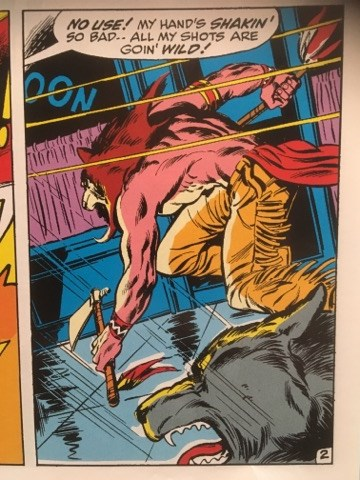 NO USE! MY HAND'S SHAKIN'
SO BAD-- ALL MY SHOTS ARE
GOIN' WILD!
OON
2